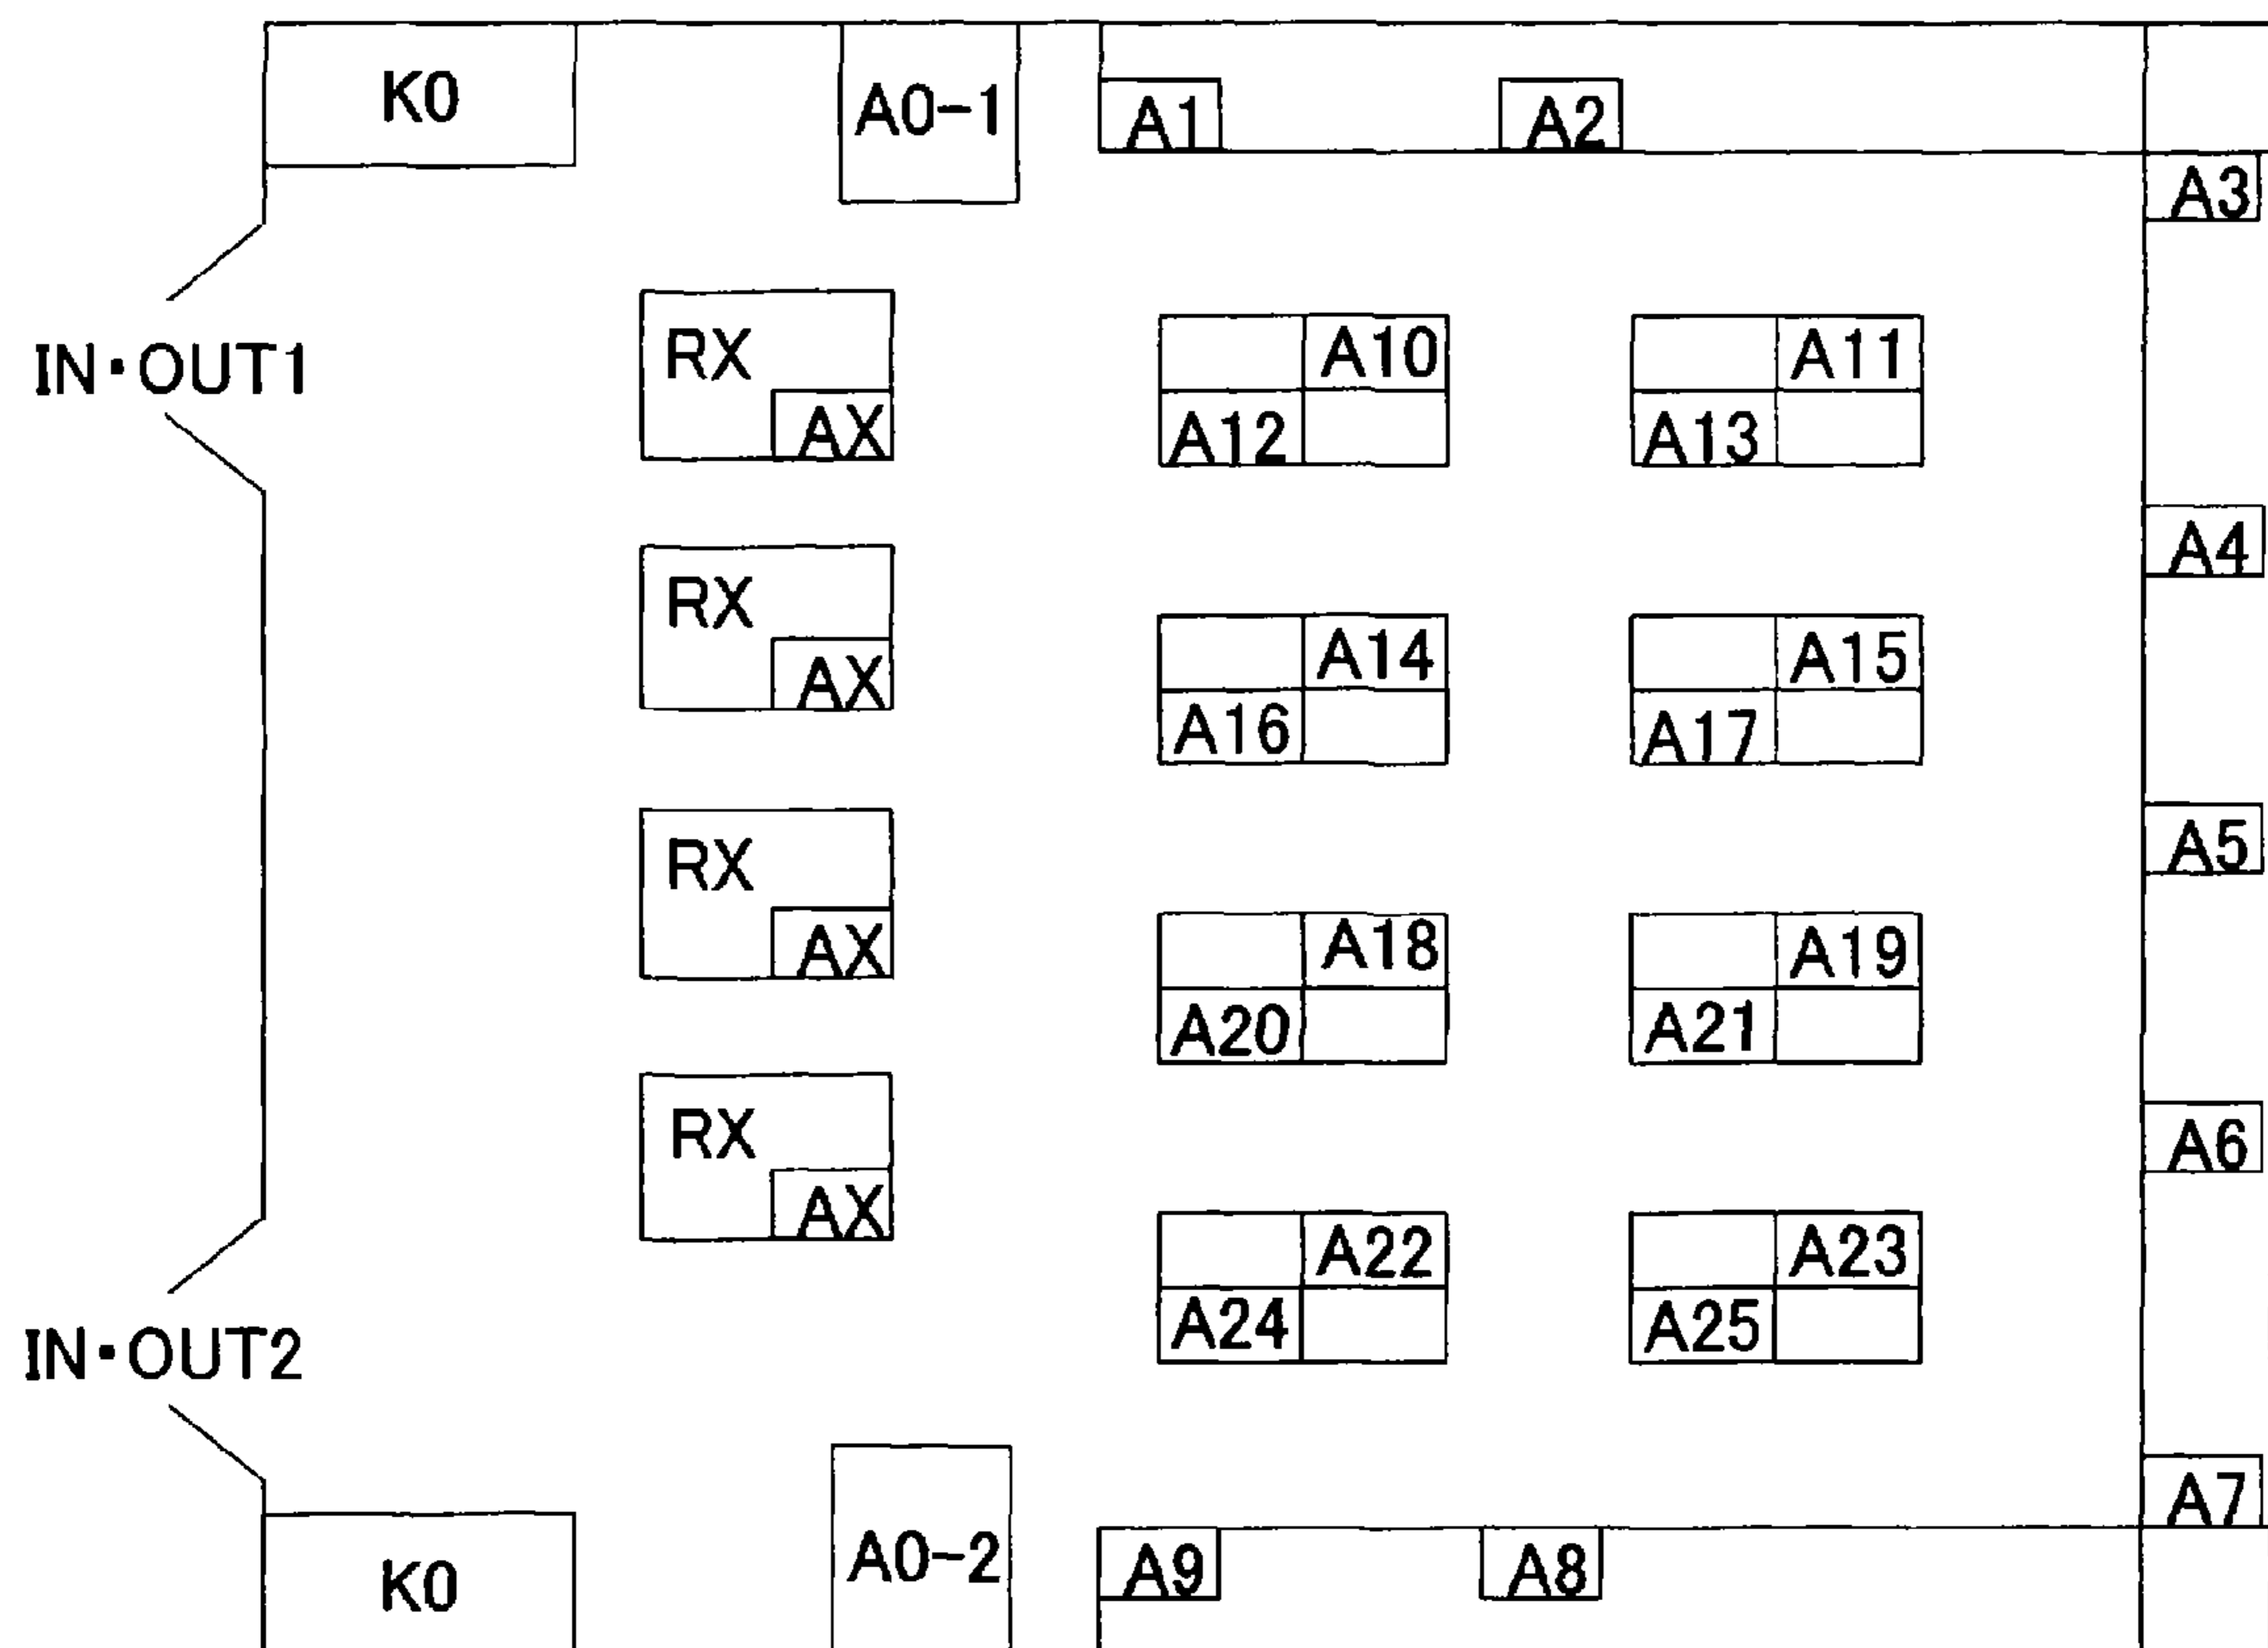 K0
A0-1
A1
A2
A3
IN・OUT1
RX
AX
A10
A12
A11
A13
A4
RX
AX
A14
A16
A15
A17
A5
RX
AX
A18
A20
A19
A21
A6
RX
AX
A22
A24
A23
A25
IN・OUT2
A7
K0
A0-2
A9
A8